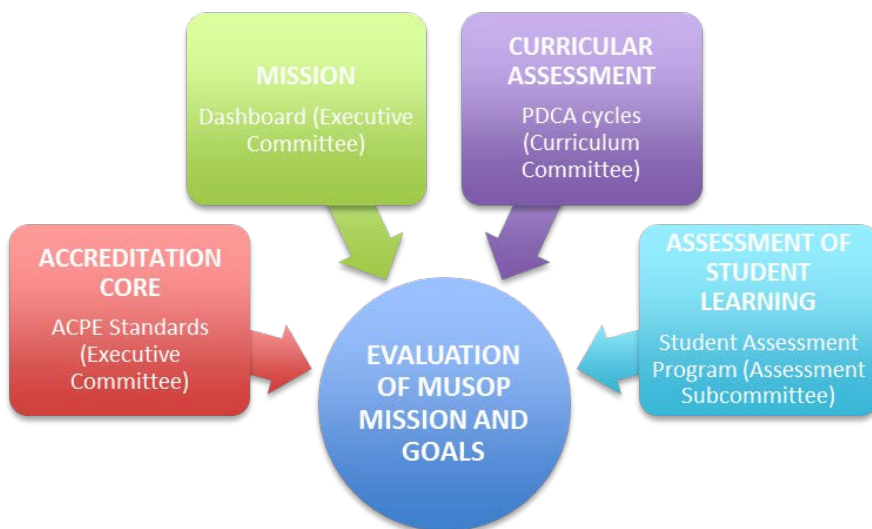 MISSION
Dashboard (Executive
Committee)
CURRICULAR
ASSESSMENT
PDCA cycles
(Curriculum
Committee)
ACCREDITATION
CORE
ACPE Standards
(Executive
Committee)
ASSESSMENT OF
STUDENT
LEARNING
Student Assessment
Program (Assessment
Subcommittee)
EVALUATION
OF MUSOP
MISSION AND
GOALS